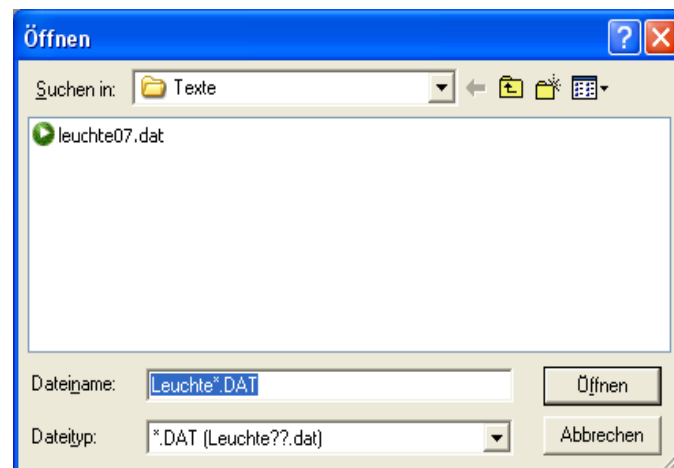 Öffnen
Suchen in: Texte
leuchte07.dat
Dateiname: Leuchte*.DAT Öffnen
Dateityp: *.DAT (Leuchte??.dat) Abbrechen